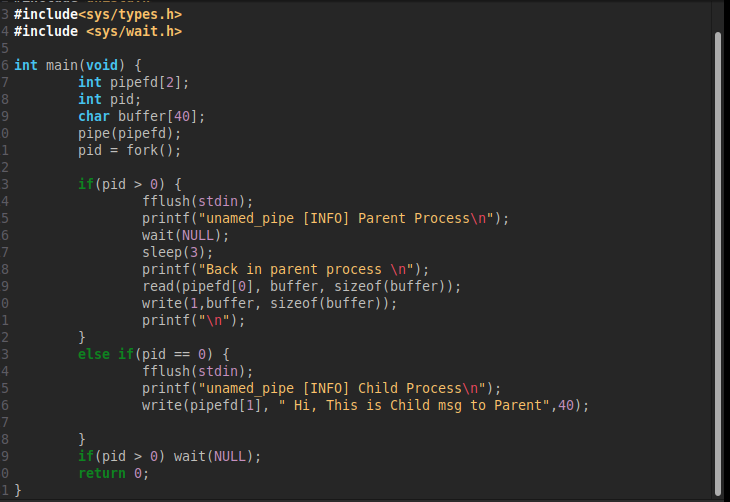 3 #include<sys/types.h>
4 #include <sys/wait.h>
5
6 int main(void) {
7 int pipefd[2];
8 int pid;
9 char buffer[40];
0 pipe(pipefd);
1 pid = fork();
2
3 if(pid > 0) {
4 fflush(stdin);
5 printf("unamed_pipe [INFO] Parent Process\n");
6 wait(NULL);
7 sleep(3);
8 printf("Back in parent process \n");
9 read(pipefd[0], buffer, sizeof(buffer));
0 write(1,buffer, sizeof(buffer));
1 printf("\n");
2 }
3 else if(pid == 0) {
4 fflush(stdin);
5 printf("unamed_pipe [INFO] Child Process\n");
6 write(pipefd[1], " Hi, This is Child msg to Parent",40);
7
8 }
9 if(pid > 0) wait(NULL);
0 return 0;
1 }